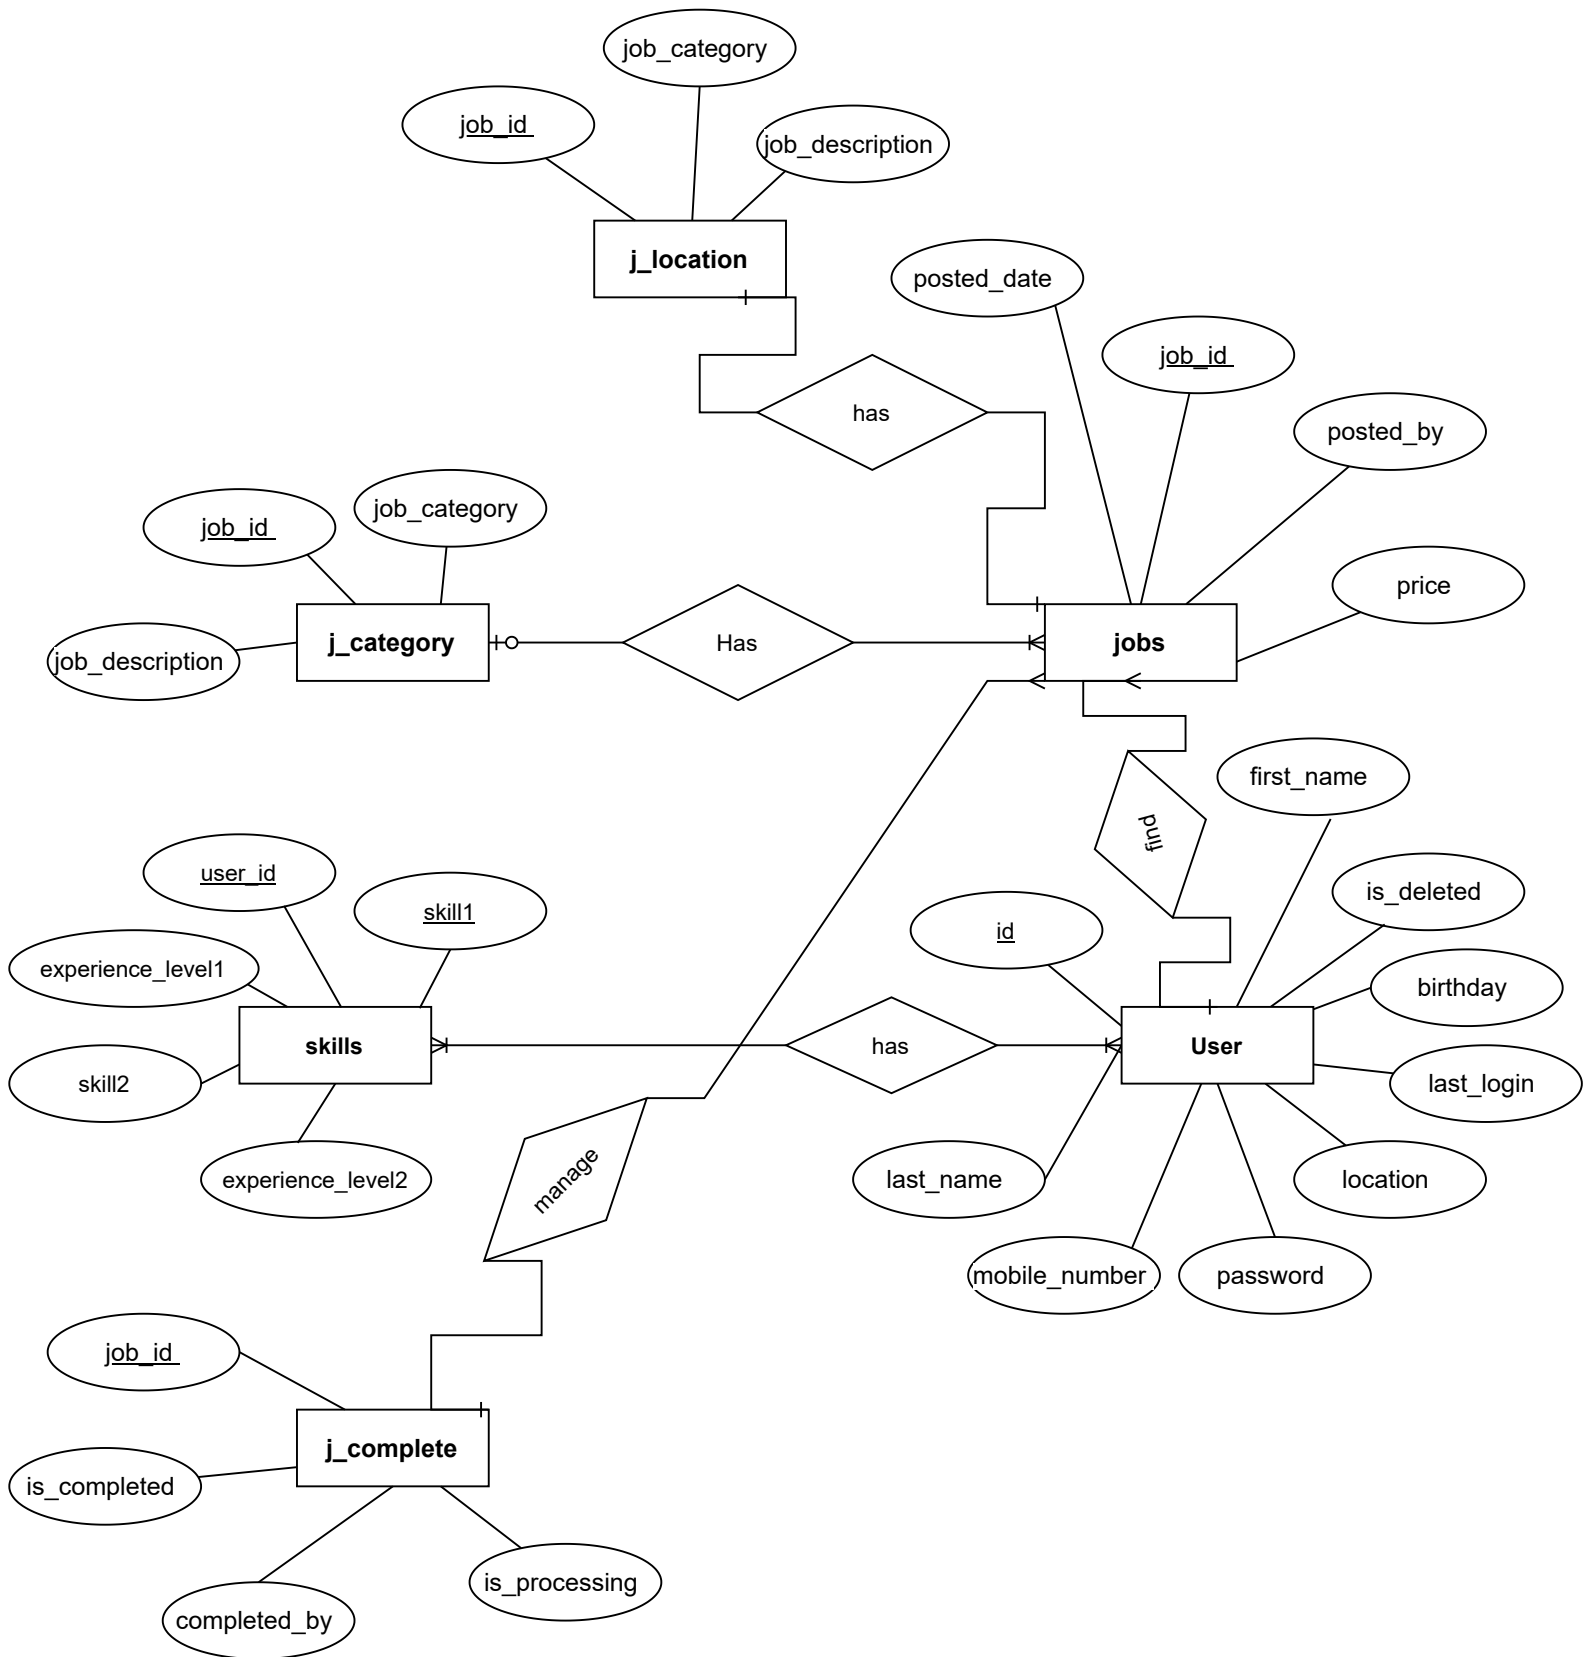 job_category
job_id
job_description
j_location
posted_date
job_id
has
posted_by
job_category
job_id
price
j_category
Has
jobs
job_description
first_name
find
user_id
is_deleted
skill1
id
experience_level1
birthday
skills
has
User
skill2
last_login
experience_level2
manage
last_name
location
mobile_number
password
job_id
j_complete
is_completed
is_processing
completed_by